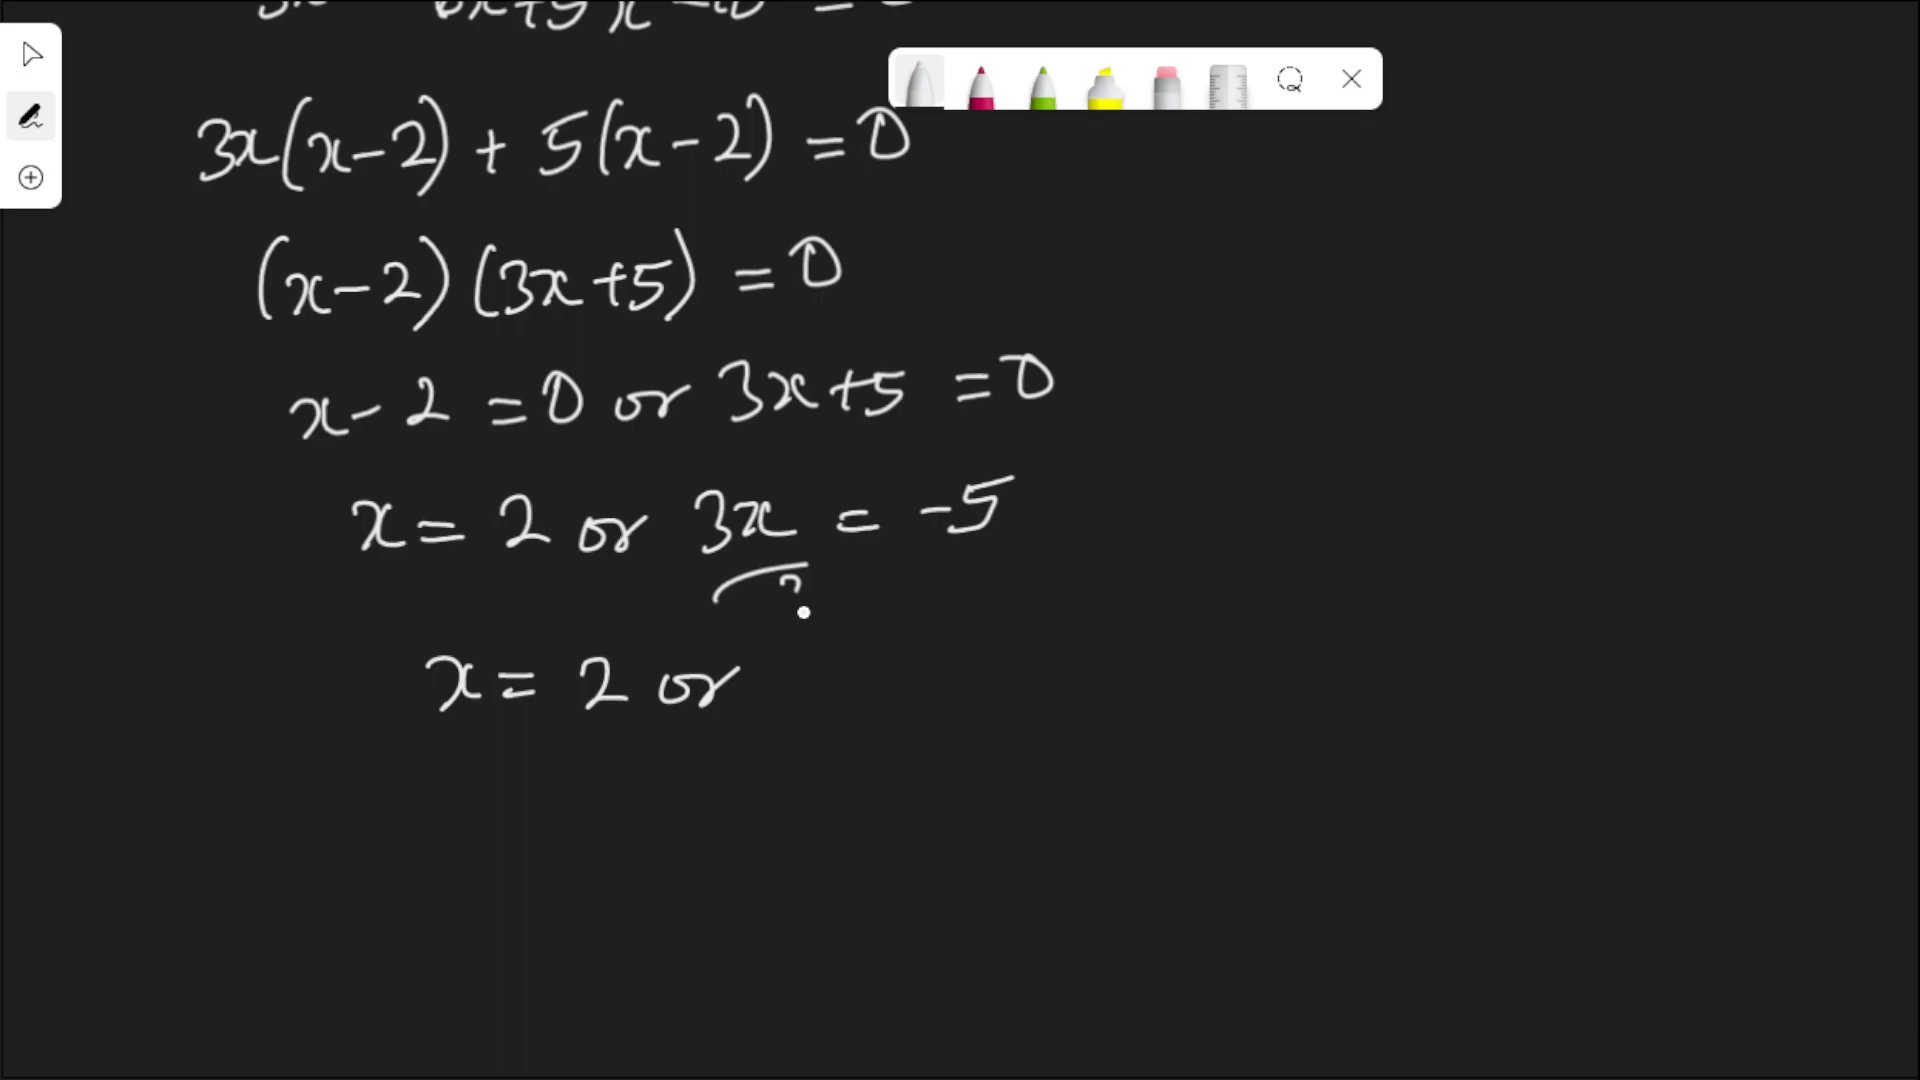 3x(x-2) + 5(x-2) = 0
(x-2)(3x+5) = 0
x-2 = 0 or 3x+5 = 0
x = 2 or 3x = -5
x = 2 or